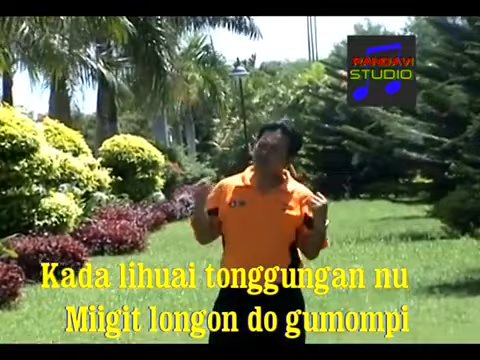 PANDAVI
STUDIO
Kada lihuai tonggungan nu
Miigit longon do gumompi